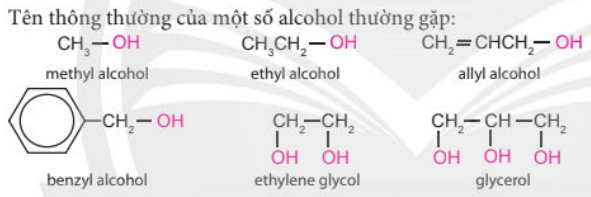 Tên thông thường của một số alcohol thường gặp:
CH₃—OH CH₃CH₂—OH CH₂=CHCH₂—OH
methyl alcohol ethyl alcohol allyl alcohol
CH₂—OH CH₂—CH₂ CH₂—CH—CH₂
OH OH OH OH OH
benzyl alcohol ethylene glycol glycerol